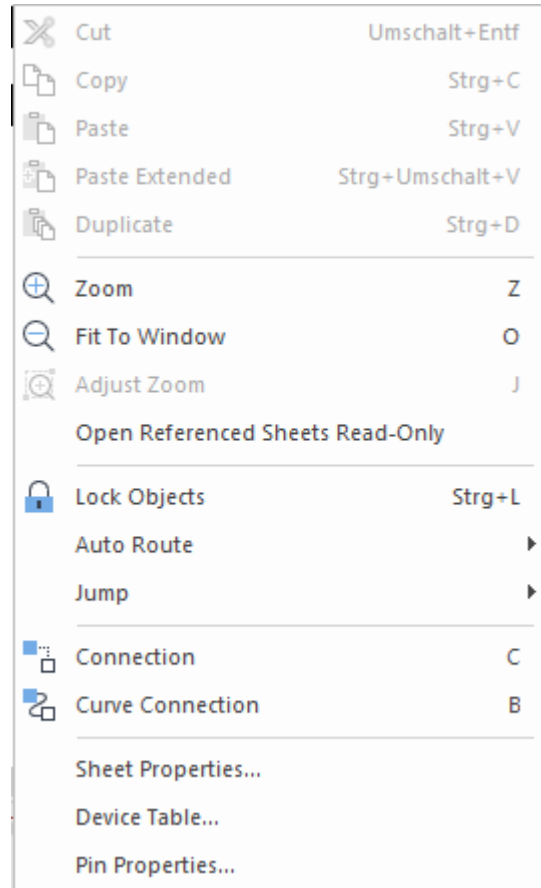 Cut Umschalt+Entf
Copy Strg+C
Paste Strg+V
Paste Extended Strg+Umschalt+V
Duplicate Strg+D
Zoom Z
Fit To Window O
Adjust Zoom J
Open Referenced Sheets Read-Only
Lock Objects Strg+L
Auto Route
Jump
Connection C
Curve Connection B
Sheet Properties...
Device Table...
Pin Properties...